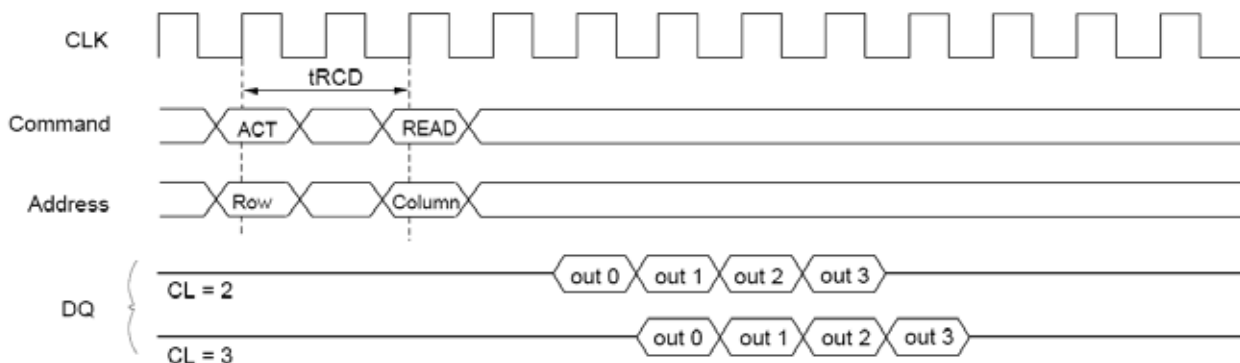 CLK
tRCD
Command
ACT
READ
Address
Row
Column
DQ
CL = 2
out 0
out 1
out 2
out 3
CL = 3
out 0
out 1
out 2
out 3